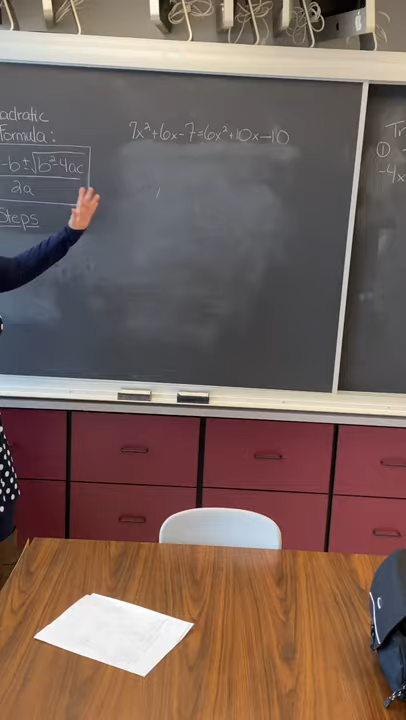 adratic
Formula:
-b ± √b²-4ac
2a
Steps
7x²+6x-7=6x²+10x-10
Tr
①
-4x